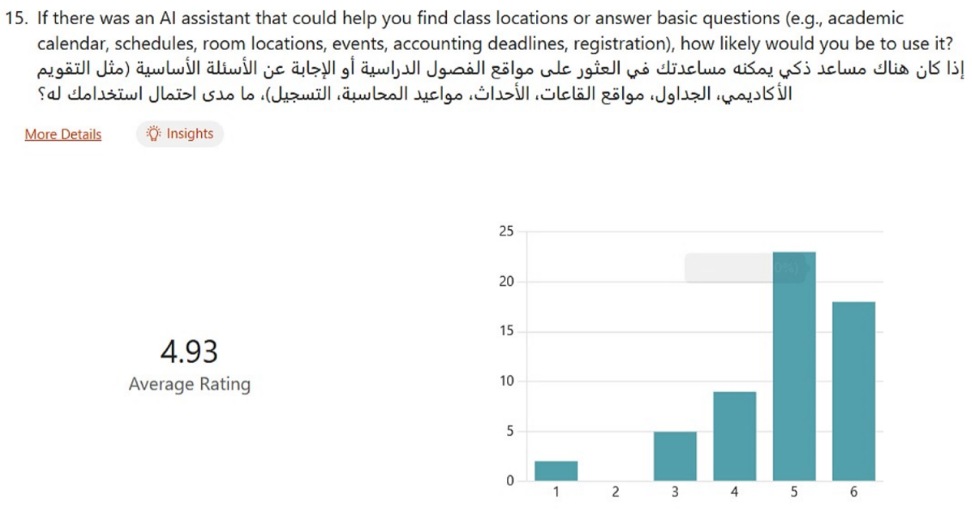 15. If there was an AI assistant that could help you find class locations or answer basic questions (e.g., academic
calendar, schedules, room locations, events, accounting deadlines, registration), how likely would you be to use it?
إذا كان هناك مساعد ذكي يمكنه مساعدتك في العثور على مواقع الفصول الدراسية أو الإجابة عن الأسئلة الأساسية (مثل التقويم
الأكاديمي، الجداول، مواقع القاعات، الأحداث، مواعيد المحاسبة، التسجيل)، ما مدى احتمال استخدامك له؟
More Details
Insights
4.93
Average Rating
25
20
15
10
5
0
1 2 3 4 5 6